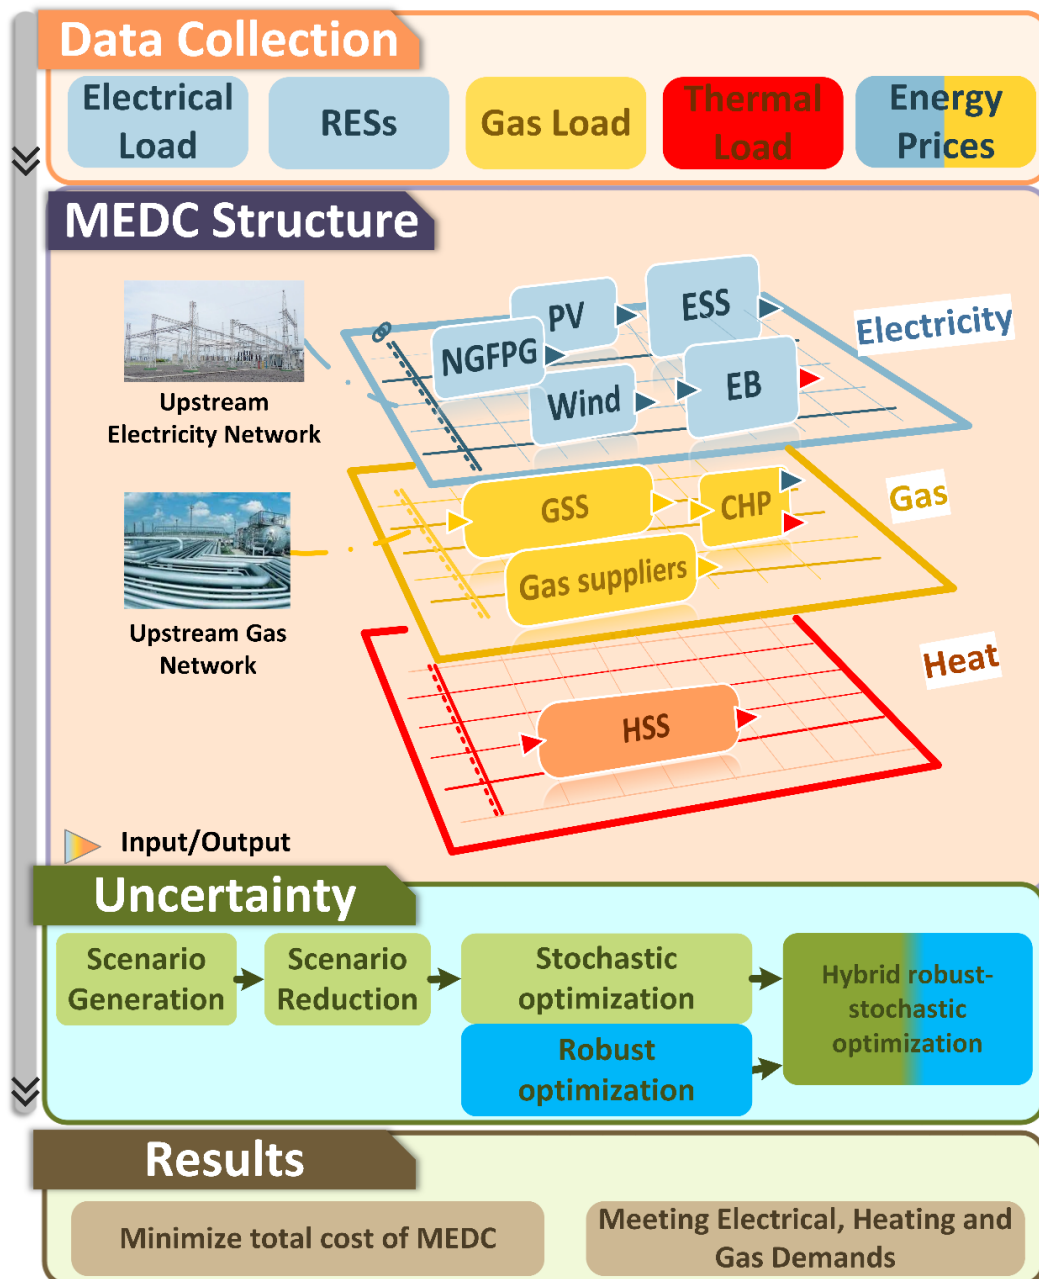 Data Collection
Electrical
Load
RESs
Gas Load
Thermal
Load
Energy
Prices
MEDC Structure
Upstream
Electricity Network
PV
ESS
NGFPG
Wind
EB
Electricity
Upstream Gas
Network
GSS
CHP
Gas suppliers
Gas
HSS
Heat
Input/Output
Uncertainty
Scenario
Generation
Scenario
Reduction
Stochastic
optimization
Robust
optimization
Hybrid robust-
stochastic
optimization
Results
Minimize total cost of MEDC
Meeting Electrical, Heating and
Gas Demands